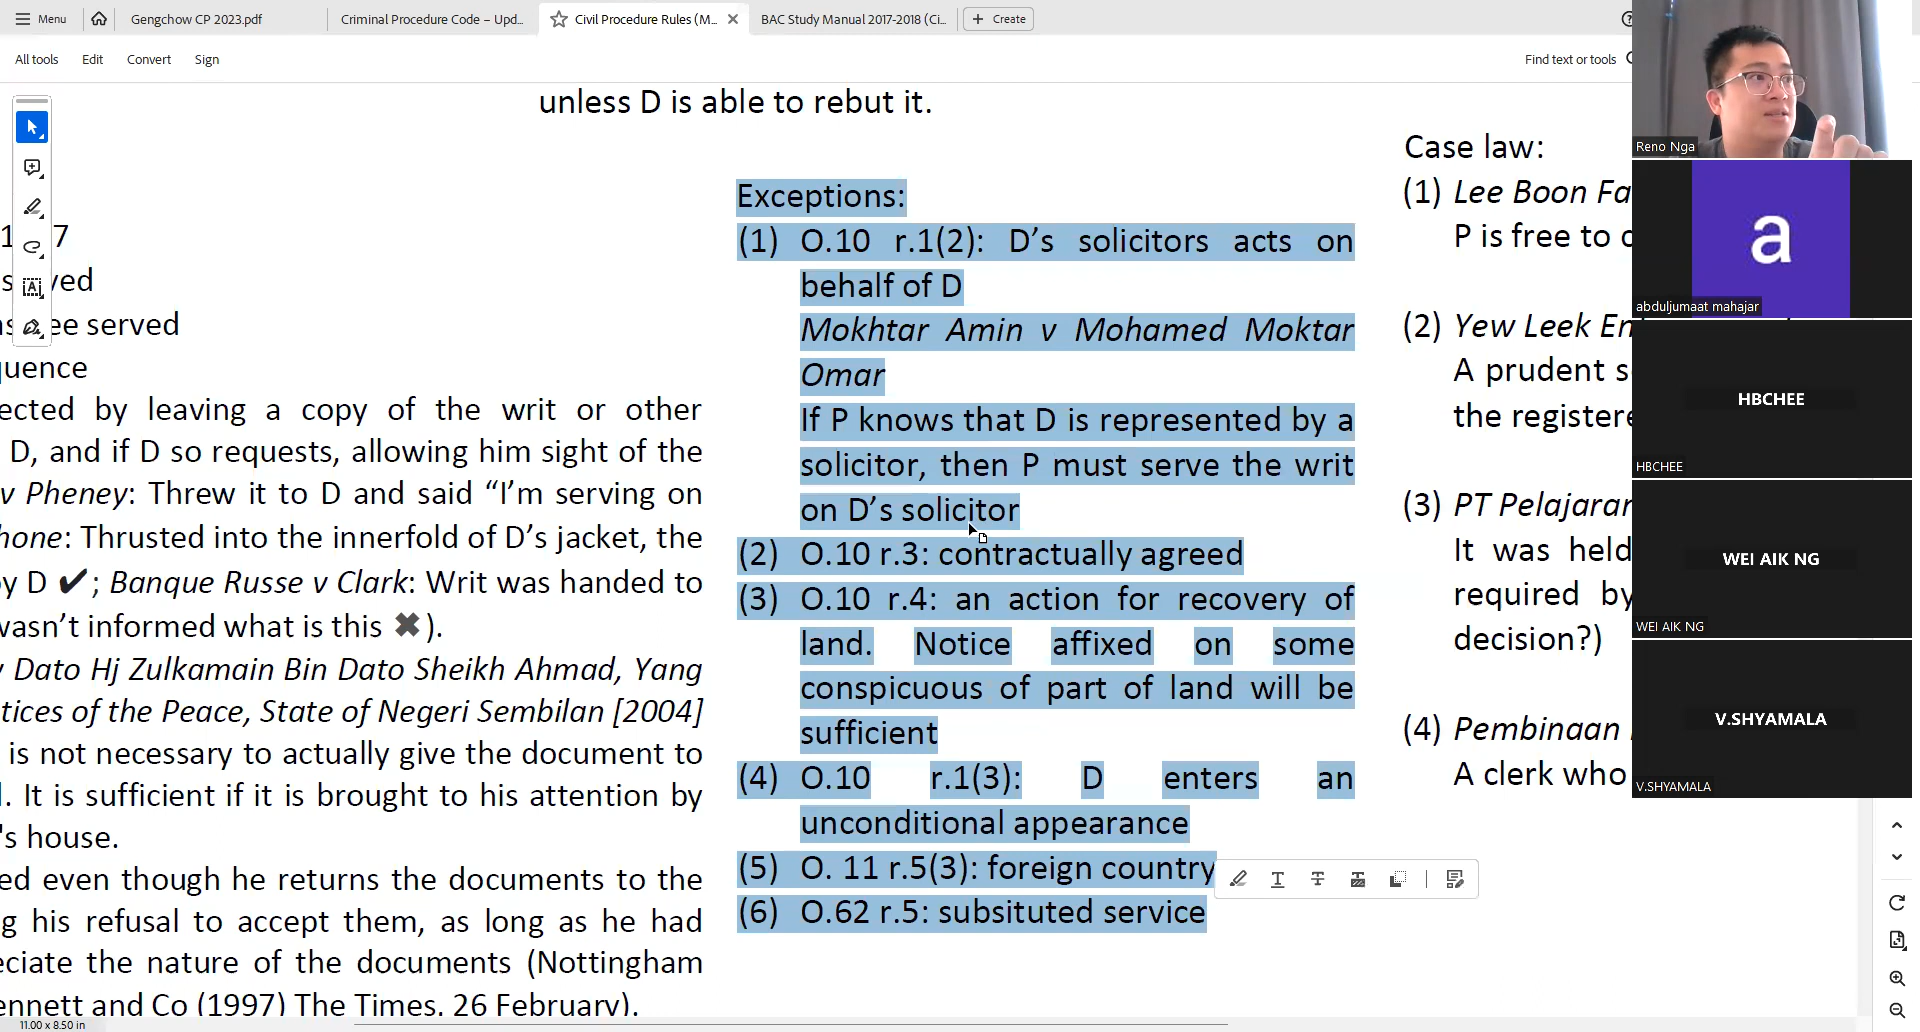 Menu
Gengchow CP 2023.pdf
Criminal Procedure Code – Upd...
Civil Procedure Rules (M...
BAC Study Manual 2017-2018 (Ci...
Create
All tools
Edit
Convert
Sign
Find text or tools
unless D is able to rebut it.
ee served
quence
ected by leaving a copy of the writ or other
D, and if D so requests, allowing him sight of the
v Pheney: Threw it to D and said “I’m serving on
hone: Thrusted into the innerfold of D’s jacket, the
y D ✔; Banque Russe v Clark: Writ was handed to
wasn’t informed what is this ✖).
v Dato Hj Zulkamain Bin Dato Sheikh Ahmad, Yang
tices of the Peace, State of Negeri Sembilan [2004]
is not necessary to actually give the document to
. It is sufficient if it is brought to his attention by
's house.
ed even though he returns the documents to the
g his refusal to accept them, as long as he had
eciate the nature of the documents (Nottingham
ennett and Co (1997) The Times, 26 February).
Exceptions:
(1) O.10 r.1(2): D’s solicitors acts on
behalf of D
Mokhtar Amin v Mohamed Moktar
Omar
If P knows that D is represented by a
solicitor, then P must serve the writ
on D’s solicitor
(2) O.10 r.3: contractually agreed
(3) O.10 r.4: an action for recovery of
land. Notice affixed on some
conspicuous of part of land will be
sufficient
(4) O.10 r.1(3): D enters an
unconditional appearance
(5) O. 11 r.5(3): foreign country
(6) O.62 r.5: subsituted service
Case law:
(1) Lee Boon Fa
P is free to
(2) Yew Leek En
A prudent s
the registere
(3) PT Pelajaran
It was held
required by
decision?)
(4) Pembinaan
A clerk who
Reno Nga
a
abduljumaat mahajar
HBCHEE
HBCHEE
WEI AIK NG
WEI AIK NG
V.SHYAMALA
V.SHYAMALA
11.00 x 8.50 in